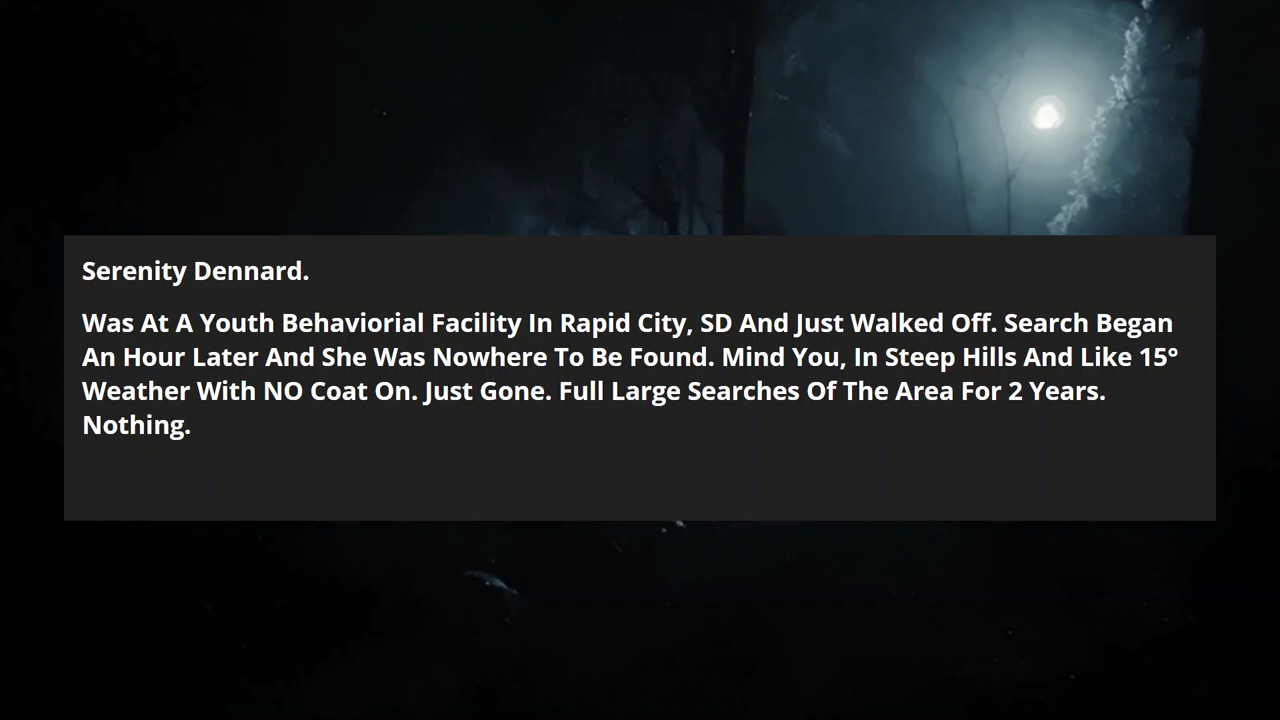 Serenity Dennard.
Was At A Youth Behaviorial Facility In Rapid City, SD And Just Walked Off. Search Began
An Hour Later And She Was Nowhere To Be Found. Mind You, In Steep Hills And Like 15°
Weather With NO Coat On. Just Gone. Full Large Searches Of The Area For 2 Years.
Nothing.